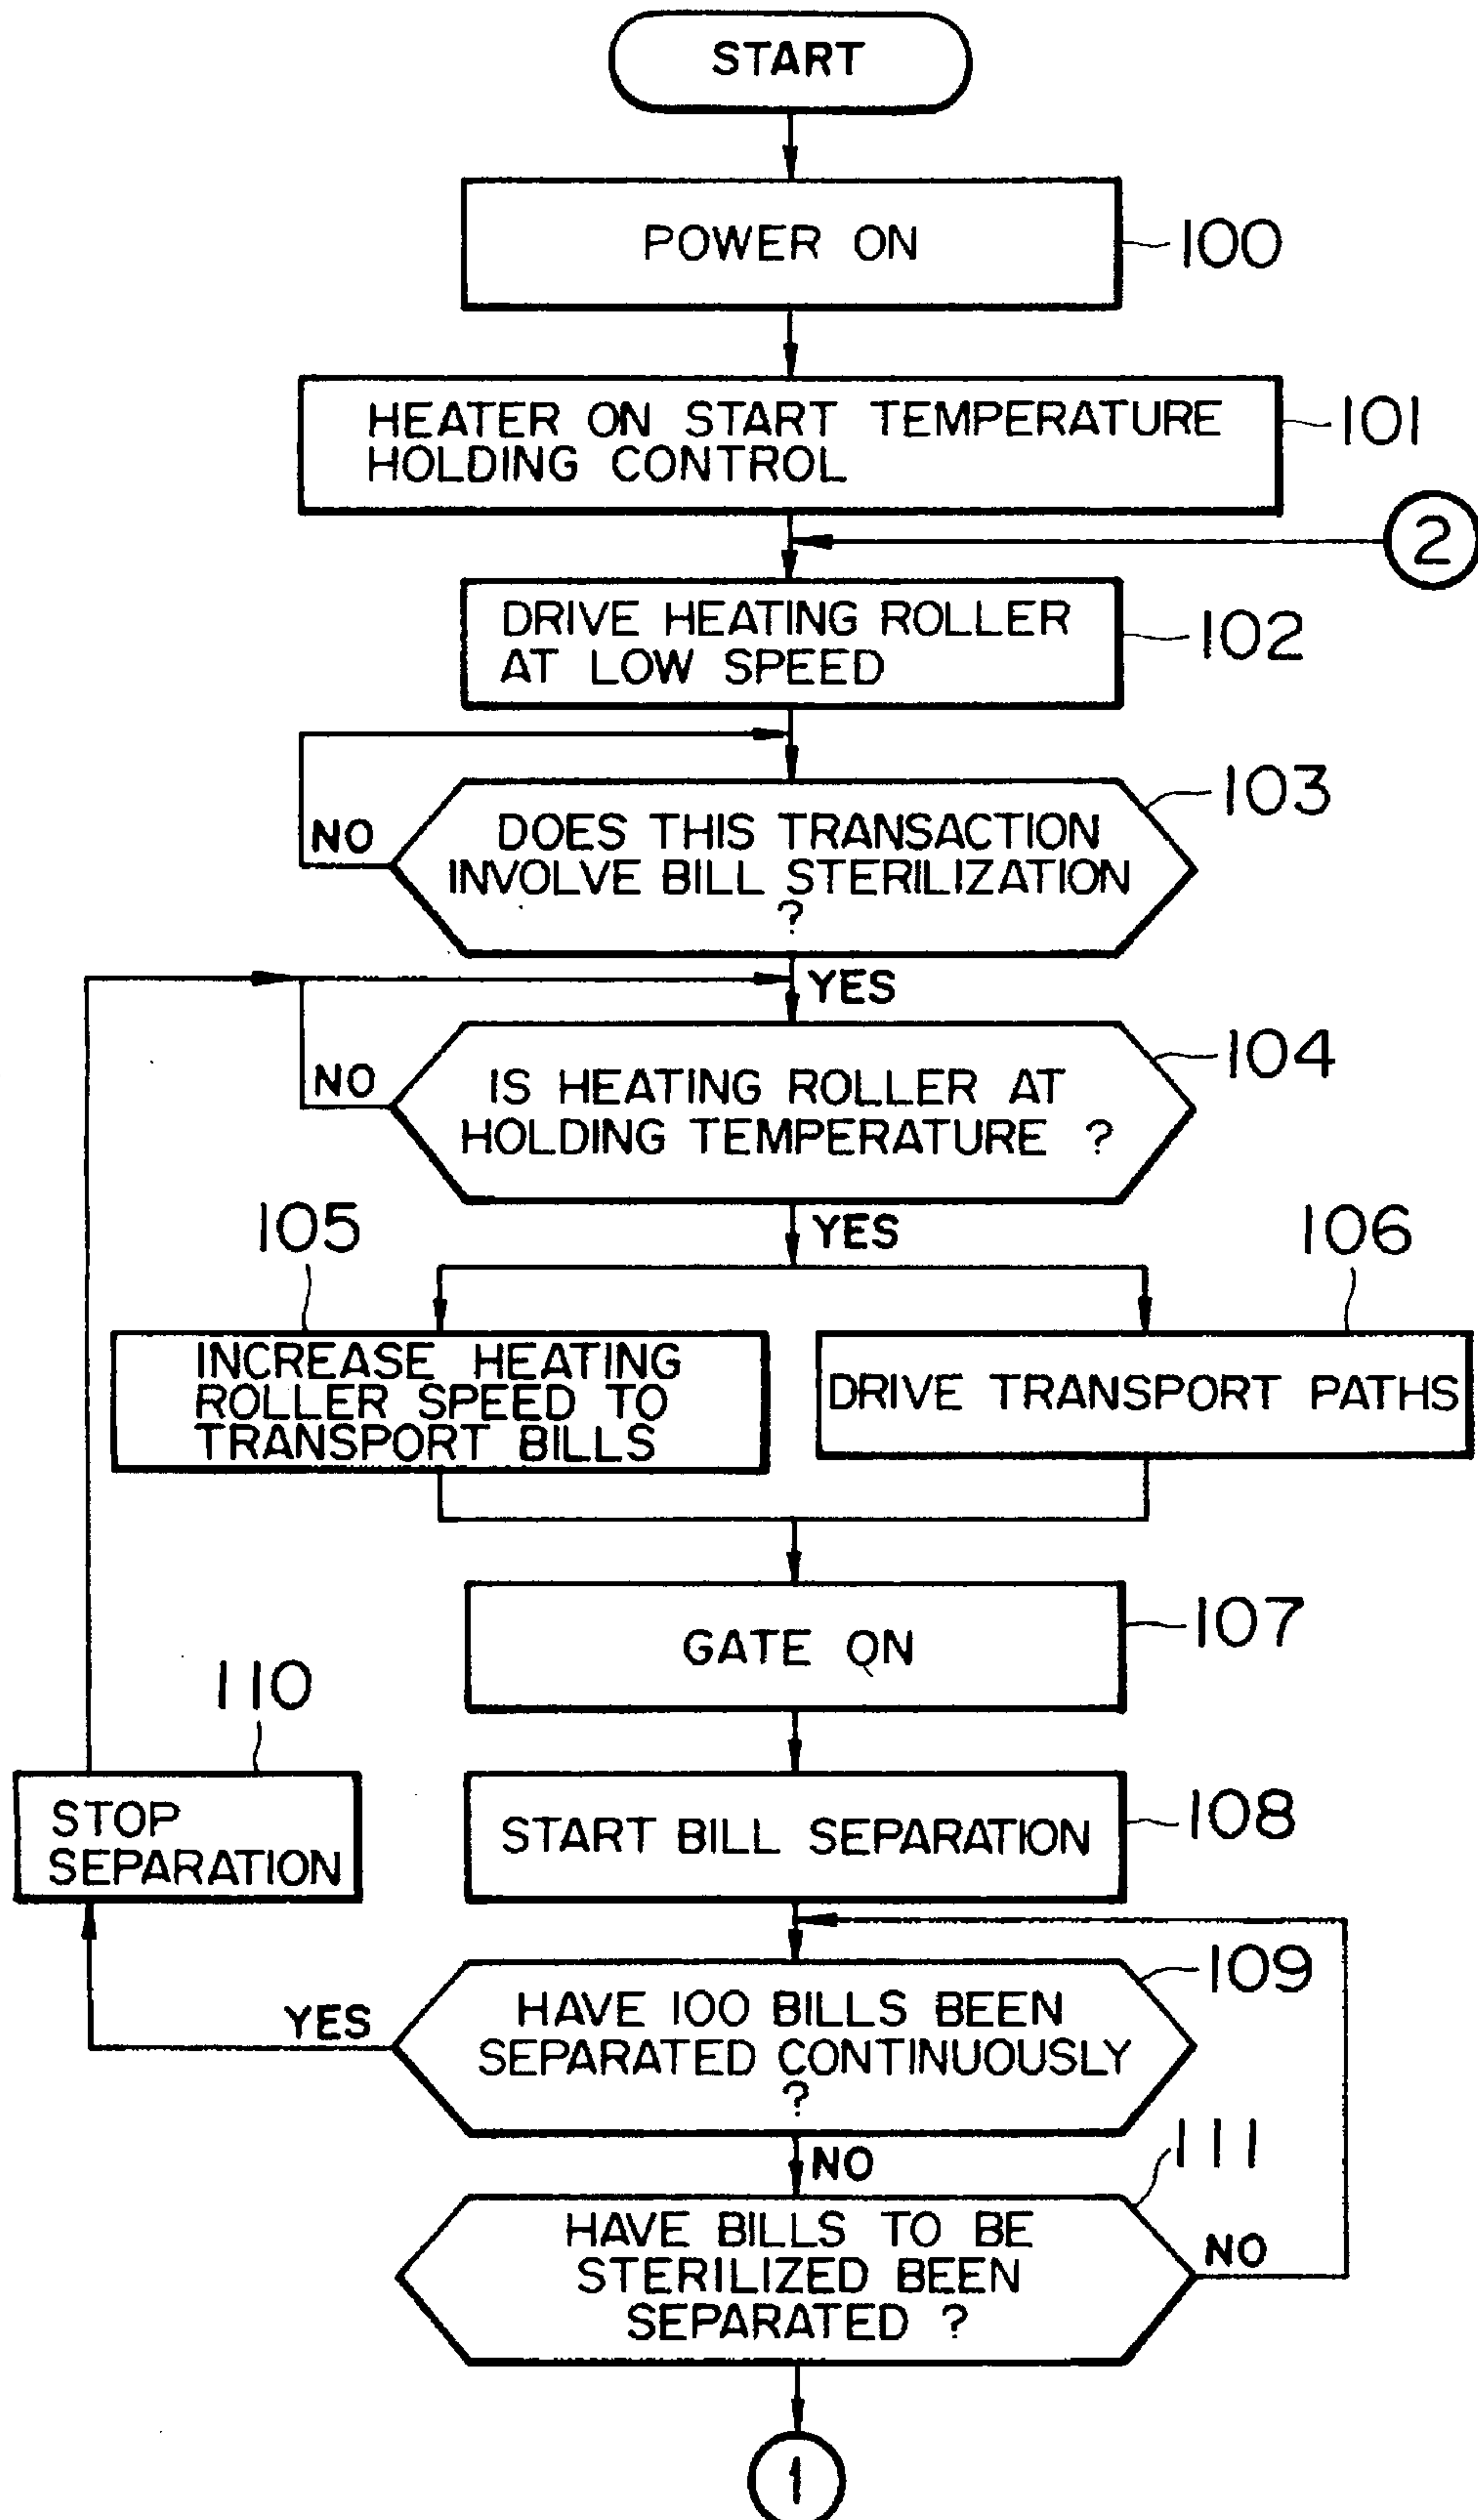 START
POWER ON
100
HEATER ON START TEMPERATURE
HOLDING CONTROL
101
2
DRIVE HEATING ROLLER
AT LOW SPEED
102
103
NO
DOES THIS TRANSACTION
INVOLVE BILL STERILIZATION
?
YES
104
NO
IS HEATING ROLLER AT
HOLDING TEMPERATURE ?
YES
105
106
INCREASE HEATING
ROLLER SPEED TO
TRANSPORT BILLS
DRIVE TRANSPORT PATHS
GATE ON
107
110
STOP
SEPARATION
START BILL SEPARATION
108
109
YES
HAVE 100 BILLS BEEN
SEPARATED CONTINUOUSLY
?
NO
111
HAVE BILLS TO BE
STERILIZED BEEN
SEPARATED ?
NO
1